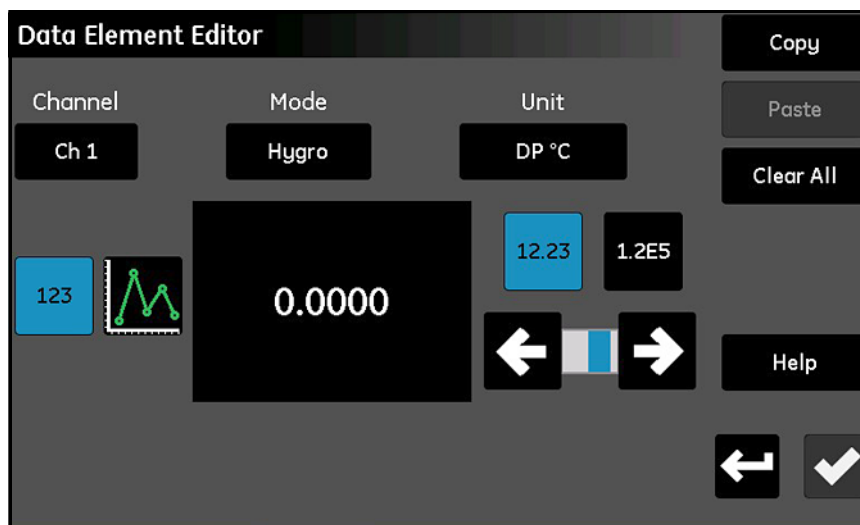 Data Element Editor
Copy
Channel
Mode
Unit
Paste
Ch 1
Hygro
DP °C
Clear All
12.23
1.2E5
123
0.0000
Help